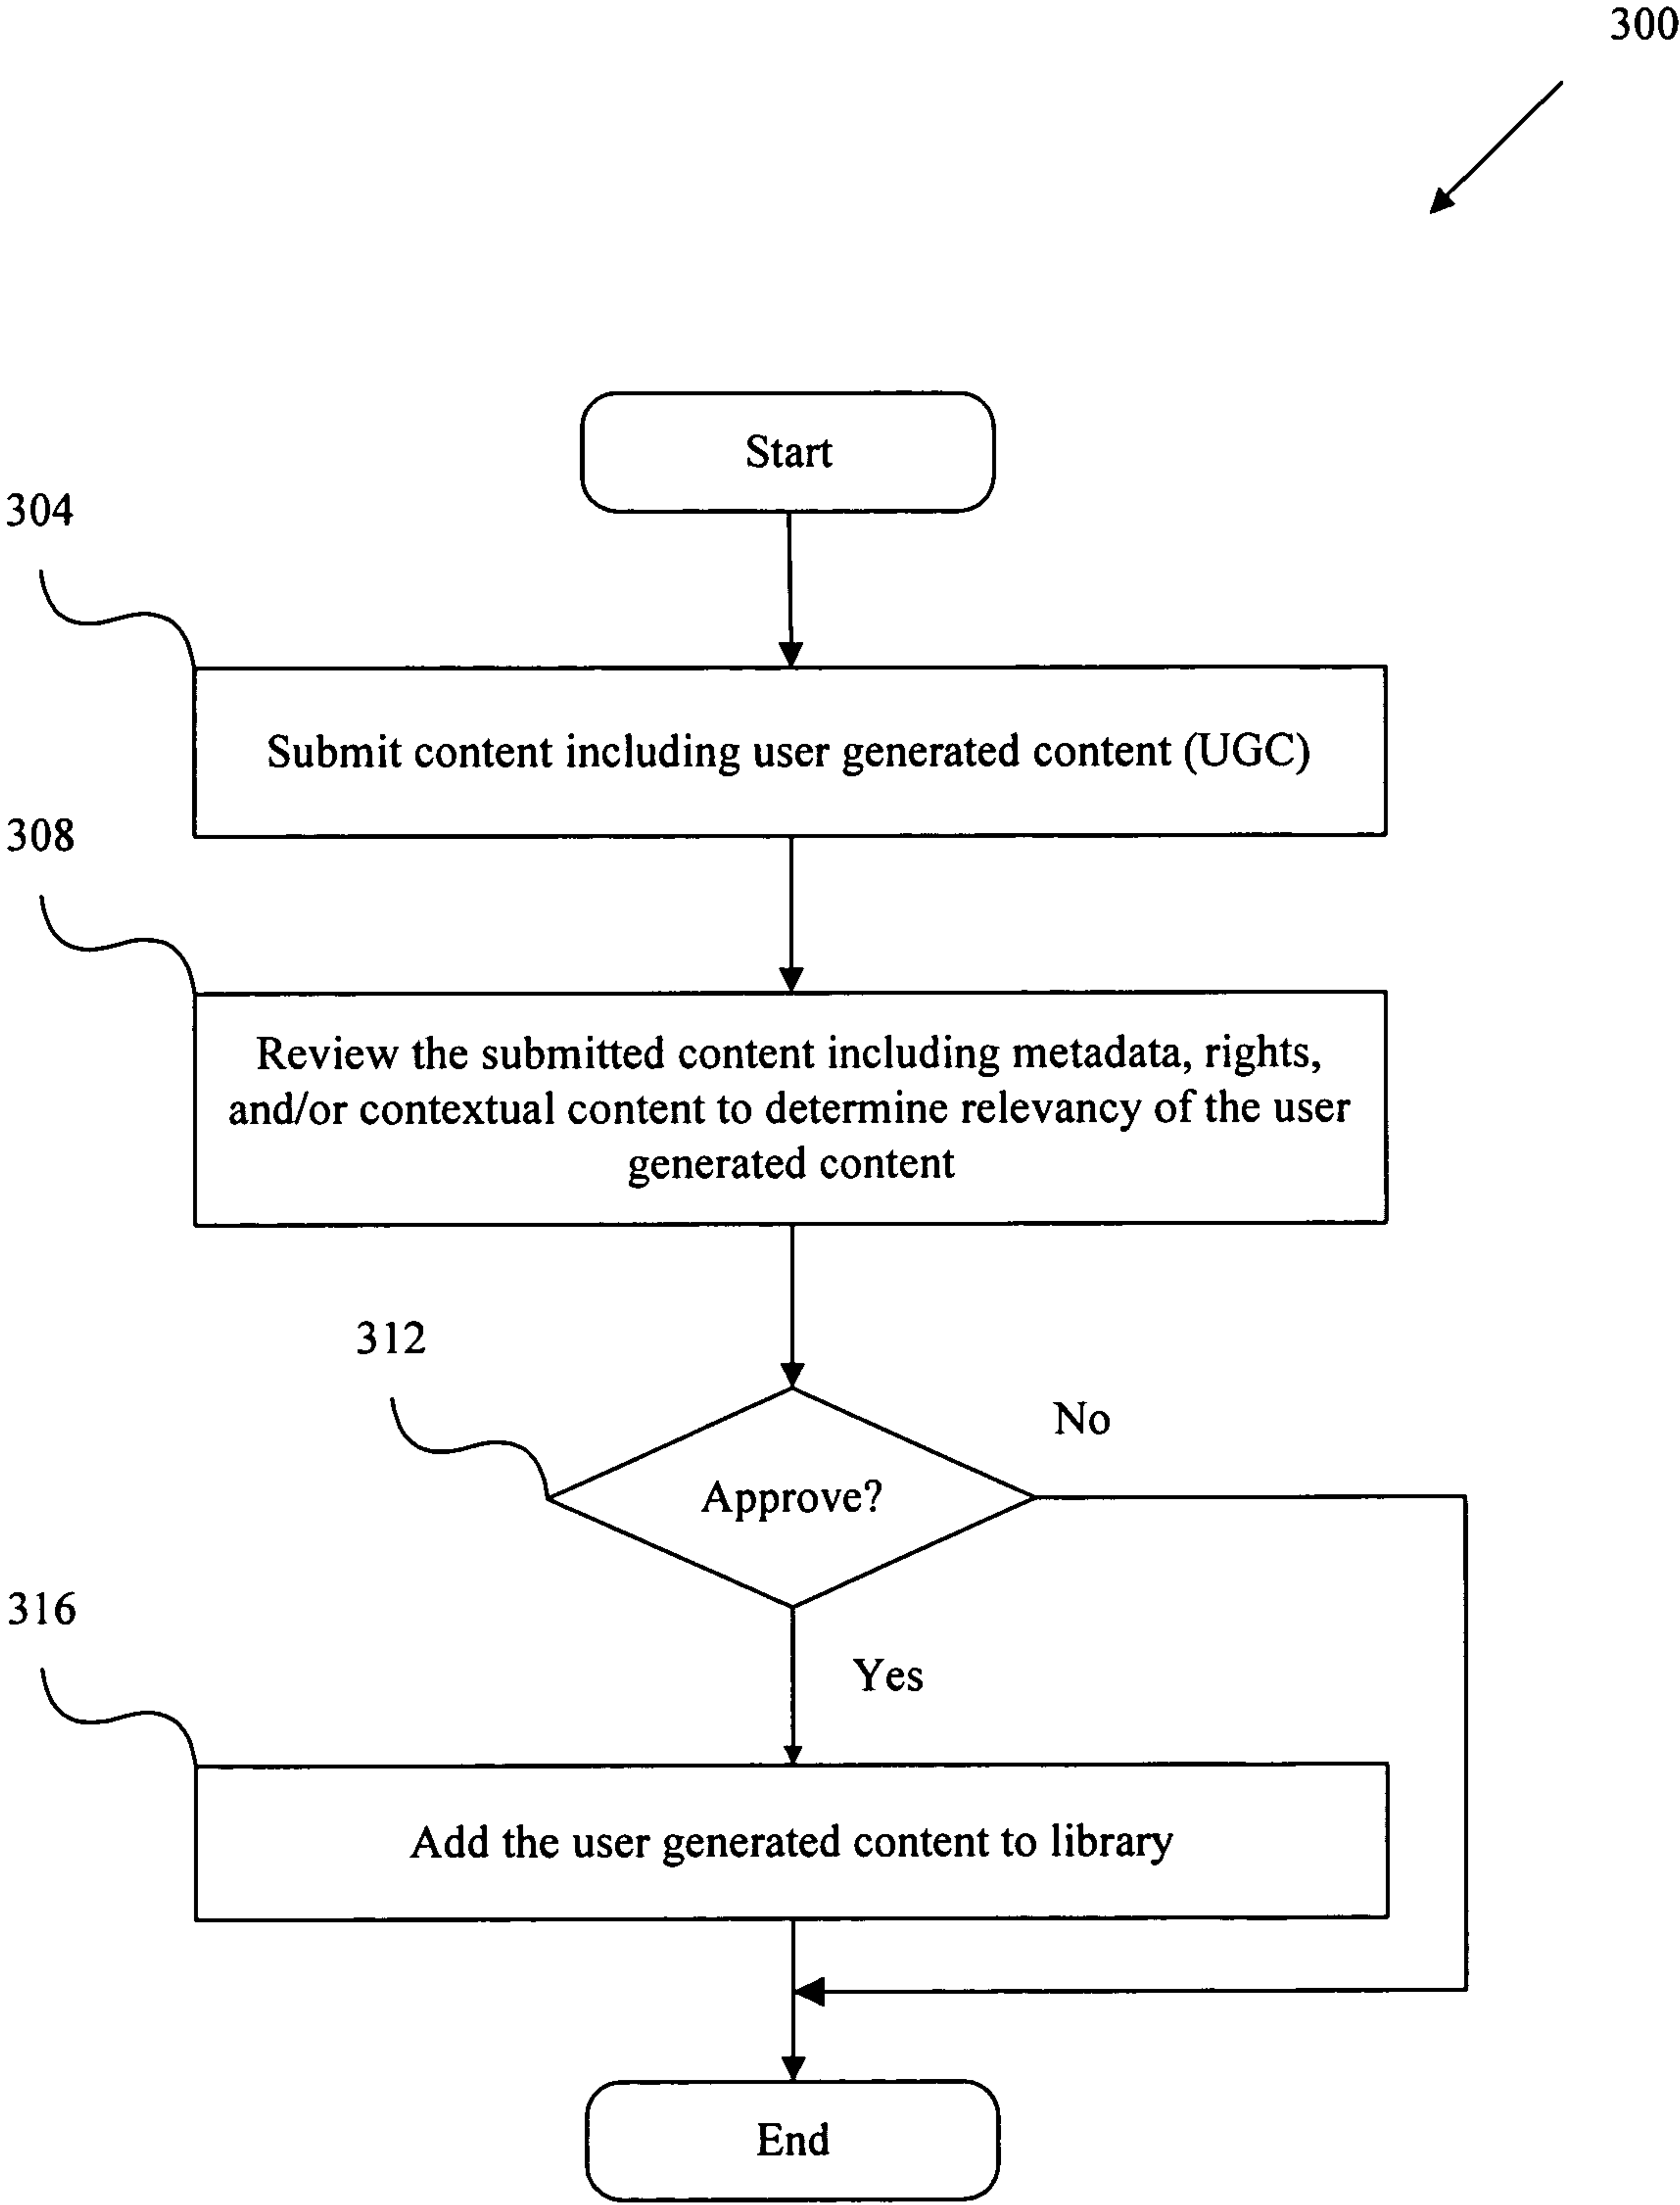 300
Start
304
Submit content including user generated content (UGC)
308
Review the submitted content including metadata, rights,
and/or contextual content to determine relevancy of the user
generated content
312
No
Approve?
Yes
316
Add the user generated content to library
End